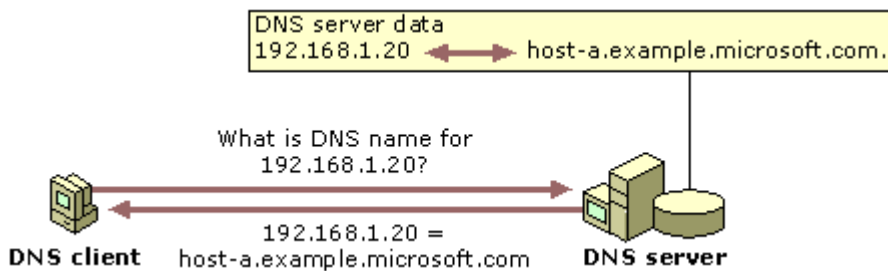 DNS server data
192.168.1.20 host-a.example.microsoft.com.
What is DNS name for
192.168.1.20?
192.168.1.20 =
host-a.example.microsoft.com
DNS client
DNS server